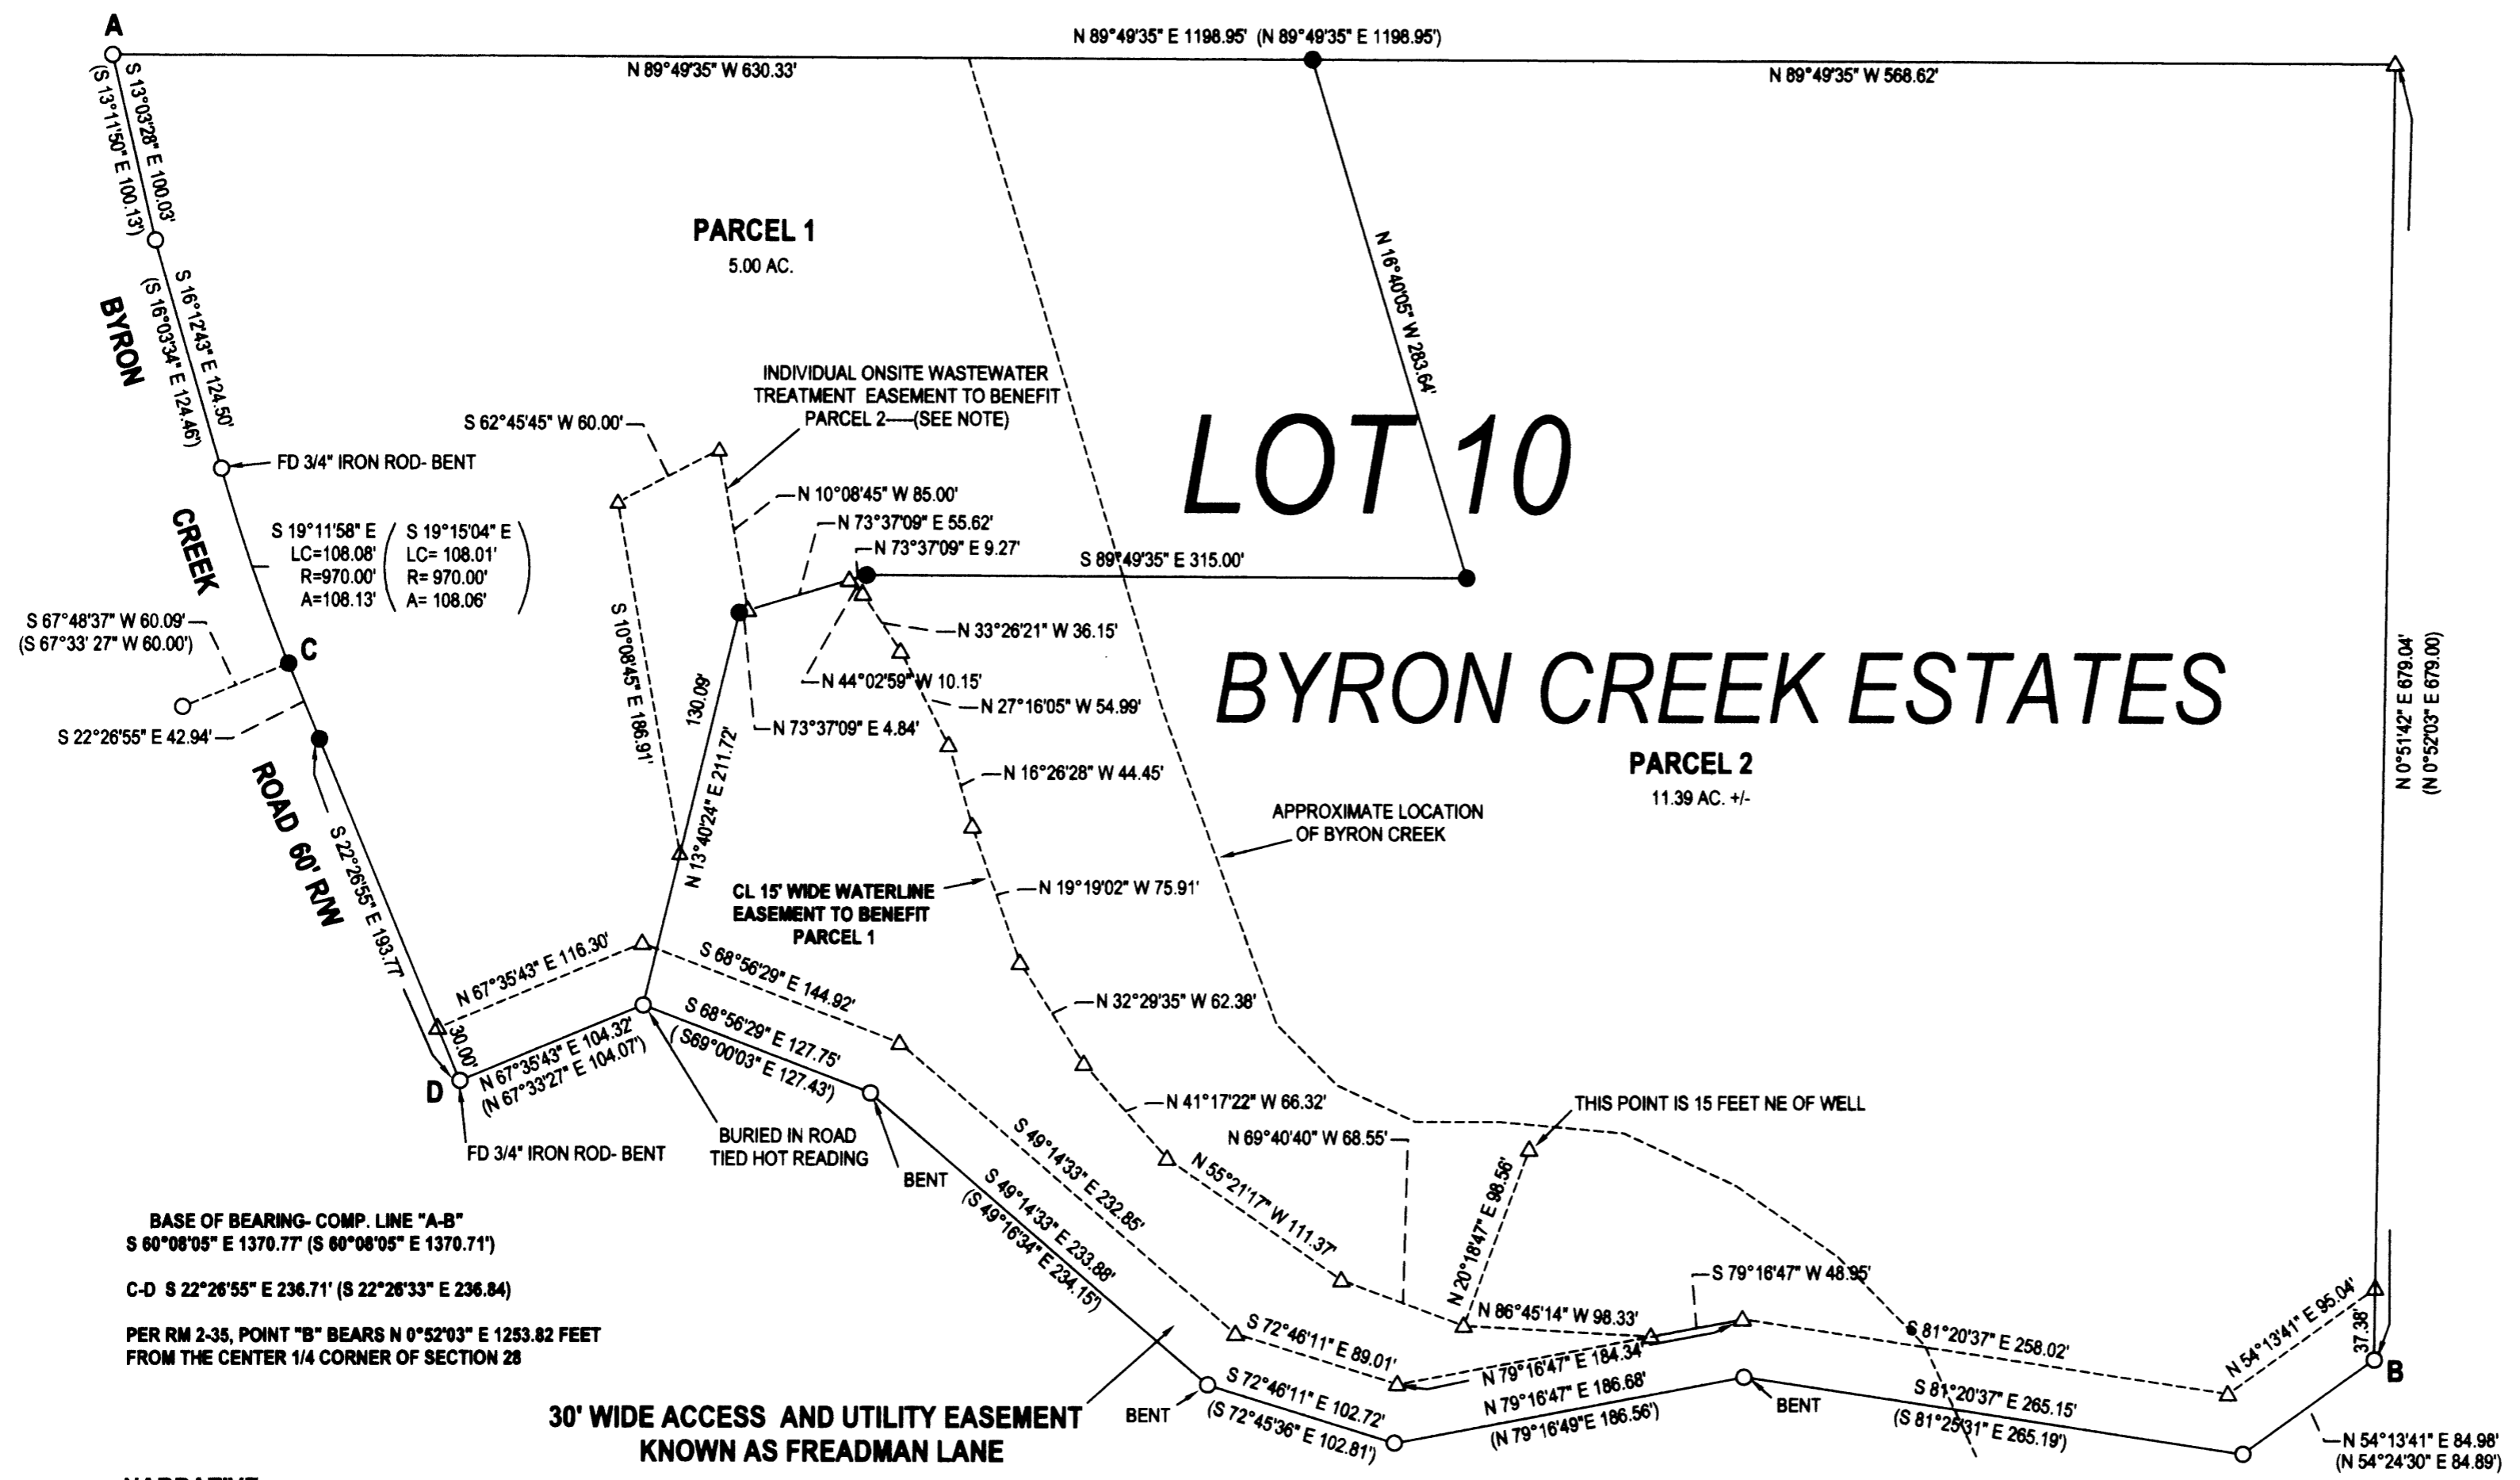 A
N 89°49'35" E 1198.95' (N 89°49'35" E 1198.95')
N 89°49'35" W 630.33'
N 89°49'35" W 568.62'
S 13°03'28" E 100.03'
(S 13°11'50" E 100.13')
PARCEL 1
5.00 AC.
N 16°40'05" W 283.64'
S 16°12'43" E 124.50'
(S 16°03'34" E 124.46')
BYRON
INDIVIDUAL ONSITE WASTEWATER
TREATMENT EASEMENT TO BENEFIT
PARCEL 2----(SEE NOTE)
S 62°45'45" W 60.00'
LOT 10
FD 3/4" IRON ROD- BENT
N 10°08'45" W 85.00'
N 73°37'09" E 55.62'
N 73°37'09" E 9.27'
S 89°49'35" E 315.00'
CREEK
S 19°11'58" E
LC=108.08'
R=970.00'
A=108.13'
( S 19°15'04" E
LC= 108.01'
R= 970.00'
A= 108.06' )
S 67°48'37" W 60.09'
(S 67°33' 27" W 60.00')
C
S 10°08'45" E 186.91'
N 33°26'21" W 36.15'
N 44°02'59" W 10.15'
130.09'
N 27°16'05" W 54.99'
N 73°37'09" E 4.84'
S 22°26'55" E 42.94'
BYRON CREEK ESTATES
N 0°51'42" E 679.04'
(N 0°52'03" E 679.00)
PARCEL 2
11.39 AC. +/-
N 16°26'28" W 44.45'
N 13°40'24" E 211.72'
APPROXIMATE LOCATION
OF BYRON CREEK
ROAD 60' R/W
S 22°26'55" E 193.77'
CL 15' WIDE WATERLINE
EASEMENT TO BENEFIT
PARCEL 1
N 19°19'02" W 75.91'
N 67°35'43" E 116.30'
S 68°56'29" E 144.92'
N 32°29'35" W 62.38'
30.00'
N 67°35'43" E 104.32'
(N 67°33'27" E 104.07')
S 68°56'29" E 127.75'
( S69°00'03" E 127.43')
D
N 41°17'22" W 66.32'
THIS POINT IS 15 FEET NE OF WELL
FD 3/4" IRON ROD- BENT
BURIED IN ROAD
TIED HOT READING
BENT
N 69°40'40" W 68.55'
S 49°14'33" E 232.85'
N 55°21'17" W 111.37'
N 20°18'47" E 98.56'
S 49°14'33" E 233.88'
(S 49°16'34" E 234.15')
BASE OF BEARING- COMP. LINE "A-B"
S 60°08'05" E 1370.77' (S 60°08'05" E 1370.71')
C-D S 22°26'55" E 236.71' (S 22°26'33" E 236.84)
PER RM 2-35, POINT "B" BEARS N 0°52'03" E 1253.82 FEET
FROM THE CENTER 1/4 CORNER OF SECTION 28
S 79°16'47" W 48.95'
N 86°45'14" W 98.33'
S 72°46'11" E 89.01'
N 79°16'47" E 184.34'
S 81°20'37" E 258.02'
N 54°13'41" E 95.04'
37.38'
B
S 72°46'11" E 102.72'
(S 72°45'36" E 102.81')
N 79°16'47" E 186.68'
(N 79°16'49"E 186.56')
BENT
BENT
S 81°20'37" E 265.15'
(S 81°25'31" E 265.19')
N 54°13'41" E 84.98'
(N 54°24'30" E 84.89')
30' WIDE ACCESS AND UTILITY EASEMENT
KNOWN AS FREADMAN LANE